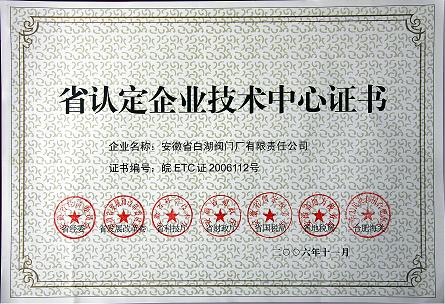 省认定企业技术中心证书
企业名称：安徽省白湖阀门厂有限责任公司
证书编号：皖 ETC 证 2006112号
省经委 省发展改革委 省科技厅 省财政厅 省国税局 省地税局 合肥海关
二〇〇六年十一月